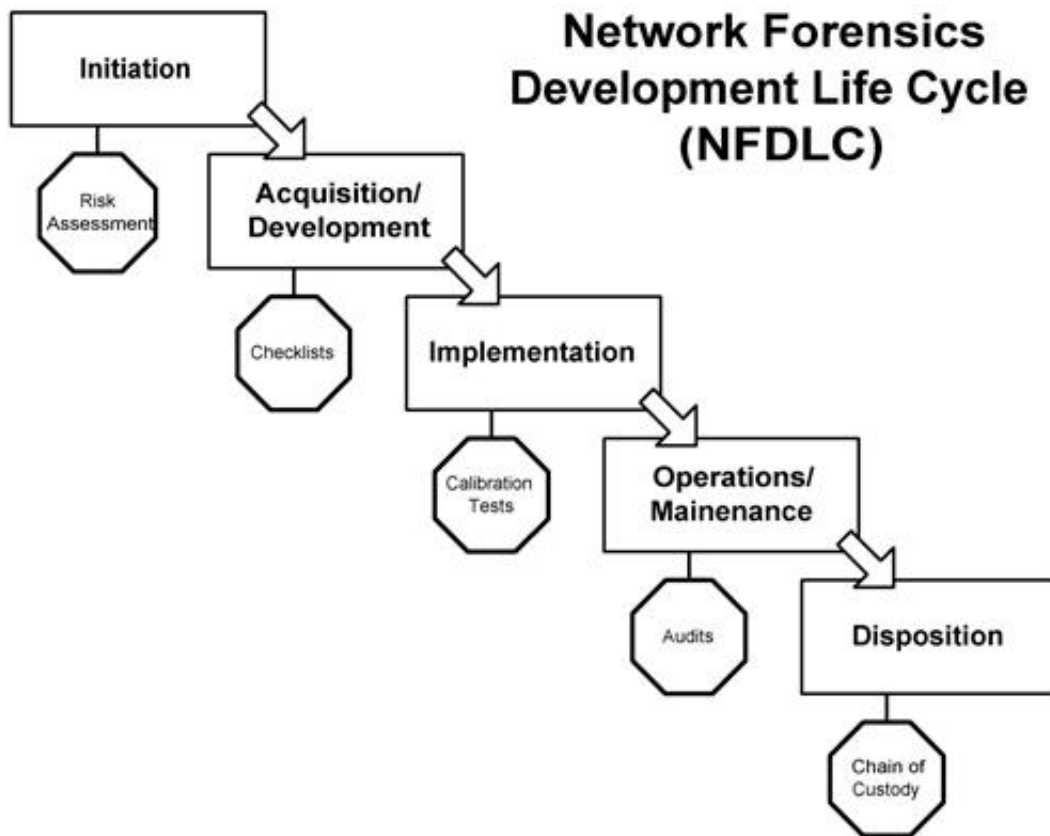 Network Forensics
Development Life Cycle
(NFDLC)
Initiation
Risk
Assessment
Acquisition/
Development
Checklists
Implementation
Calibration
Tests
Operations/
Mainenance
Audits
Disposition
Chain of
Custody